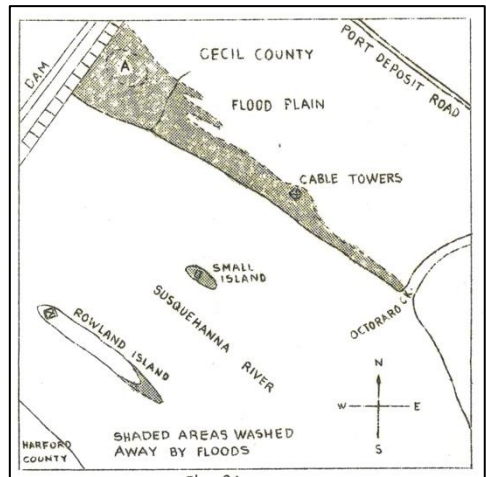 DAM
A
CECIL COUNTY
PORT DEPOSIT ROAD
FLOOD PLAIN
CABLE TOWERS
SMALL
ISLAND
SUSQUEHANNA
RIVER
ROWLAND ISLAND
OCTORARO CK.
N
W E
S
SHADED AREAS WASHED
AWAY BY FLOODS
HARFORD
COUNTY